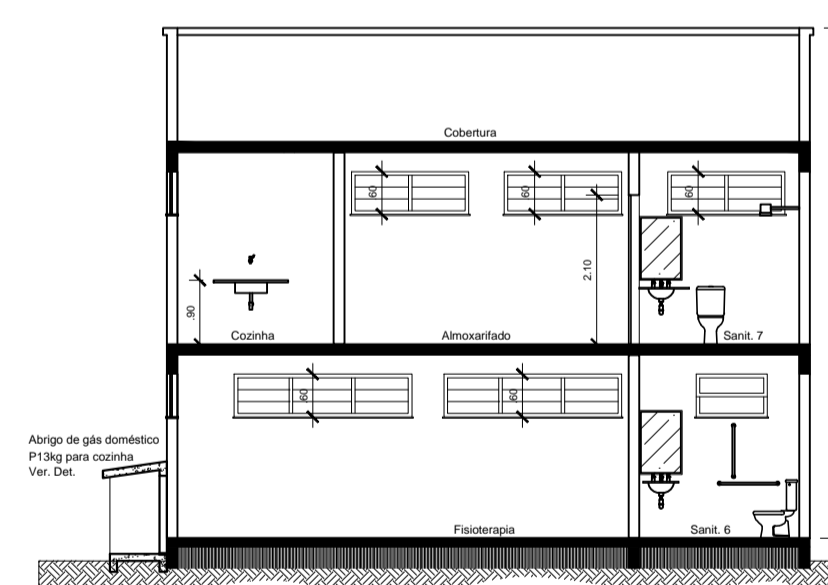 Cobertura
.60
.60
.60
2.10
.90
Cozinha
Almoxarifado
Sanit. 7
.60
.60
Abrigo de gás doméstico
P13kg para cozinha
Ver. Det.
Fisioterapia
Sanit. 6